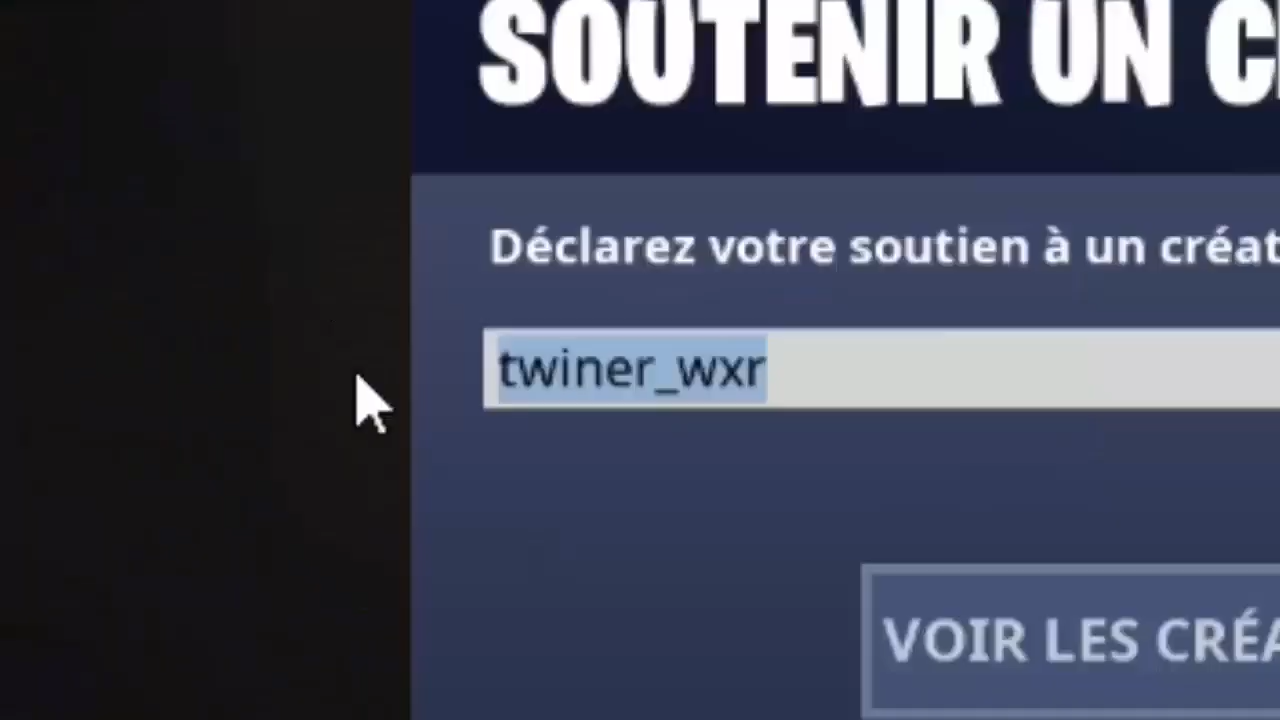 SOUTENIR UN C
Déclarez votre soutien à un créat
twiner_wxr
VOIR LES CRÉA